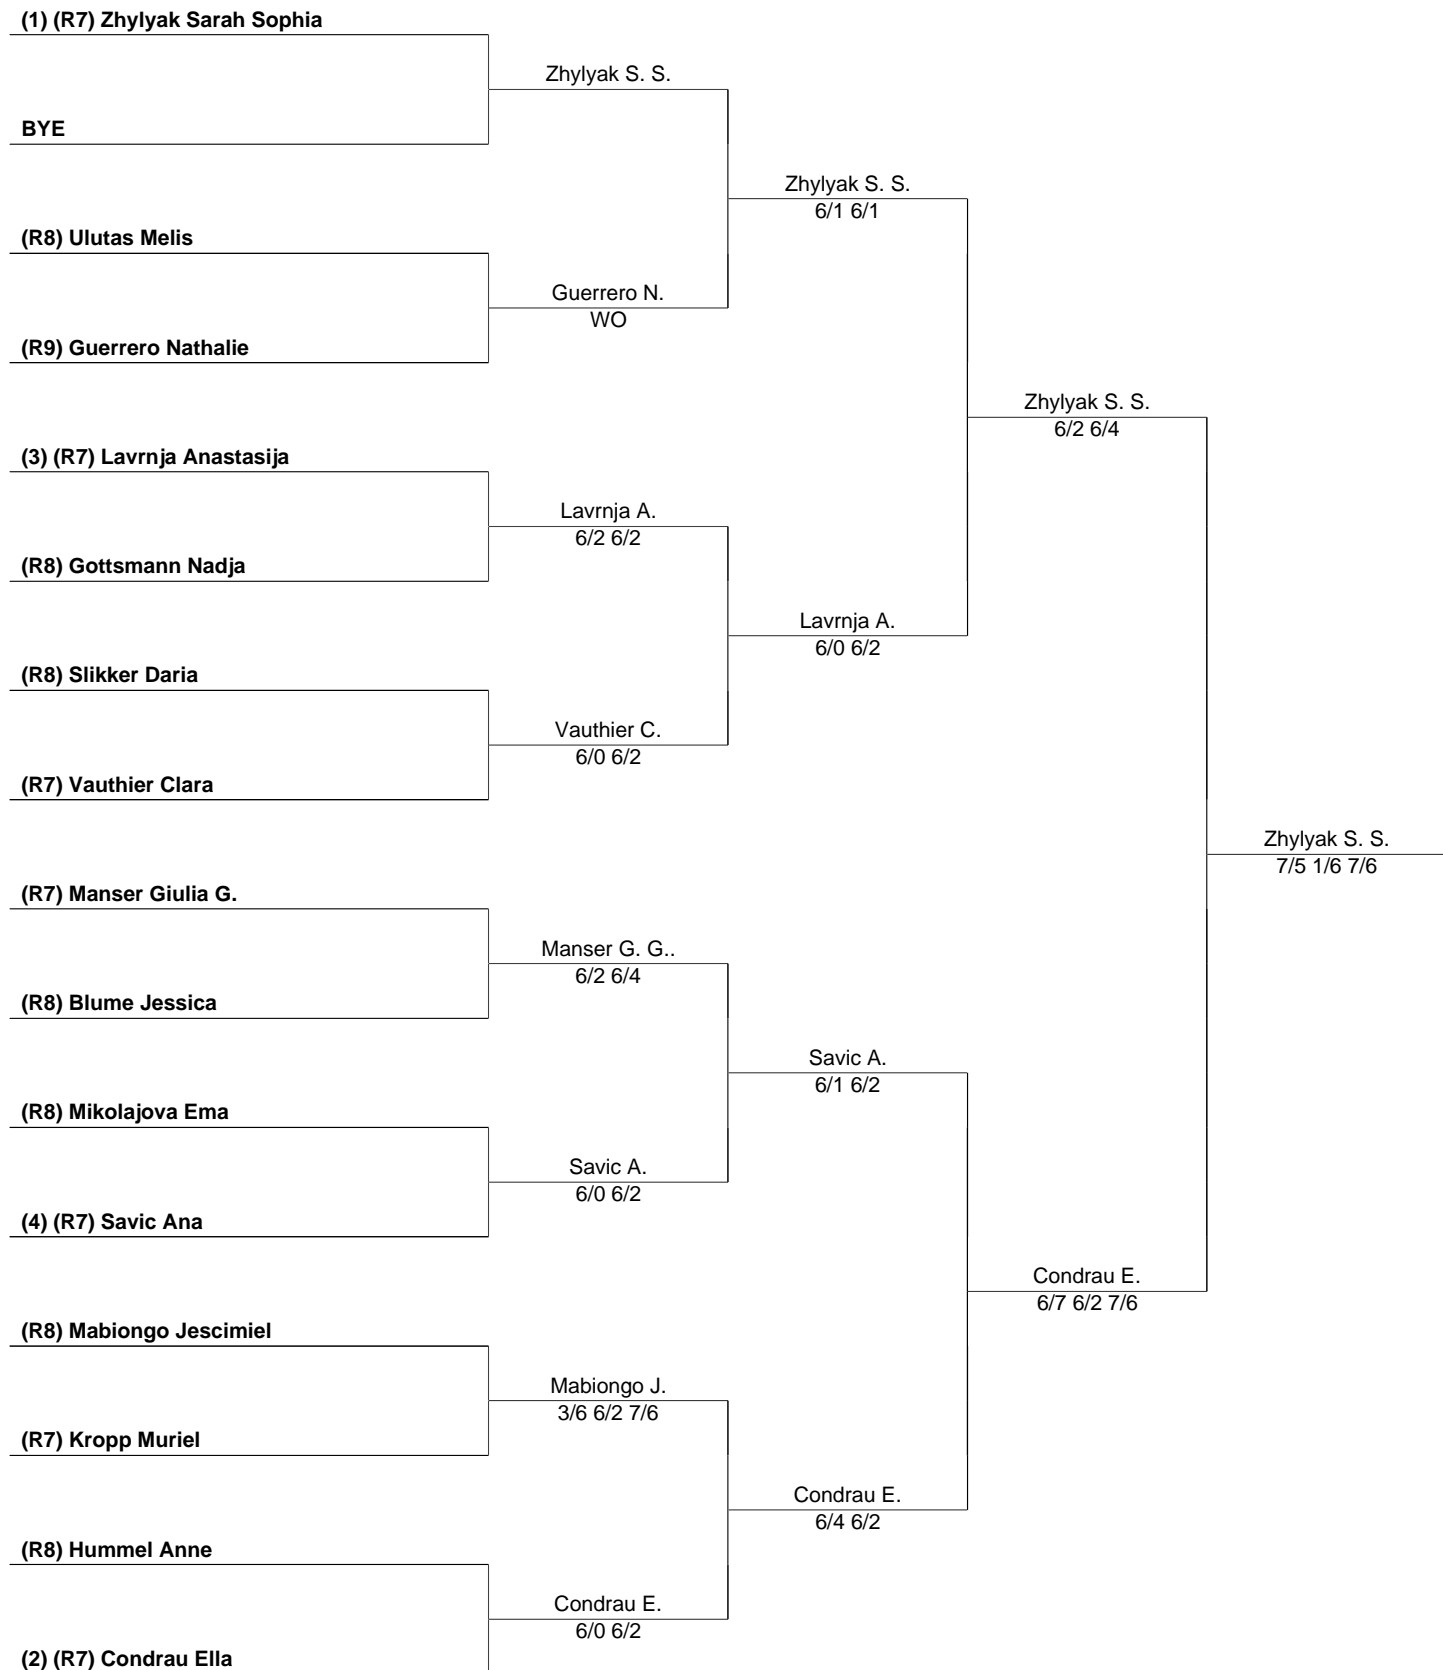 (1) (R7) Zhylyak Sarah Sophia
Zhylyak S. S.
BYE
Zhylyak S. S.
6/1 6/1
(R8) Ulutas Melis
Guerrero N.
WO
(R9) Guerrero Nathalie
Zhylyak S. S.
6/2 6/4
(3) (R7) Lavrnja Anastasija
Lavrnja A.
6/2 6/2
(R8) Gottsmann Nadja
Lavrnja A.
6/0 6/2
(R8) Slikker Daria
Vauthier C.
6/0 6/2
(R7) Vauthier Clara
Zhylyak S. S.
7/5 1/6 7/6
(R7) Manser Giulia G.
Manser G. G..
6/2 6/4
(R8) Blume Jessica
Savic A.
6/1 6/2
(R8) Mikolajova Ema
Savic A.
6/0 6/2
(4) (R7) Savic Ana
Condrau E.
6/7 6/2 7/6
(R8) Mabiongo Jescimiel
Mabiongo J.
3/6 6/2 7/6
(R7) Kropp Muriel
Condrau E.
6/4 6/2
(R8) Hummel Anne
Condrau E.
6/0 6/2
(2) (R7) Condrau Ella